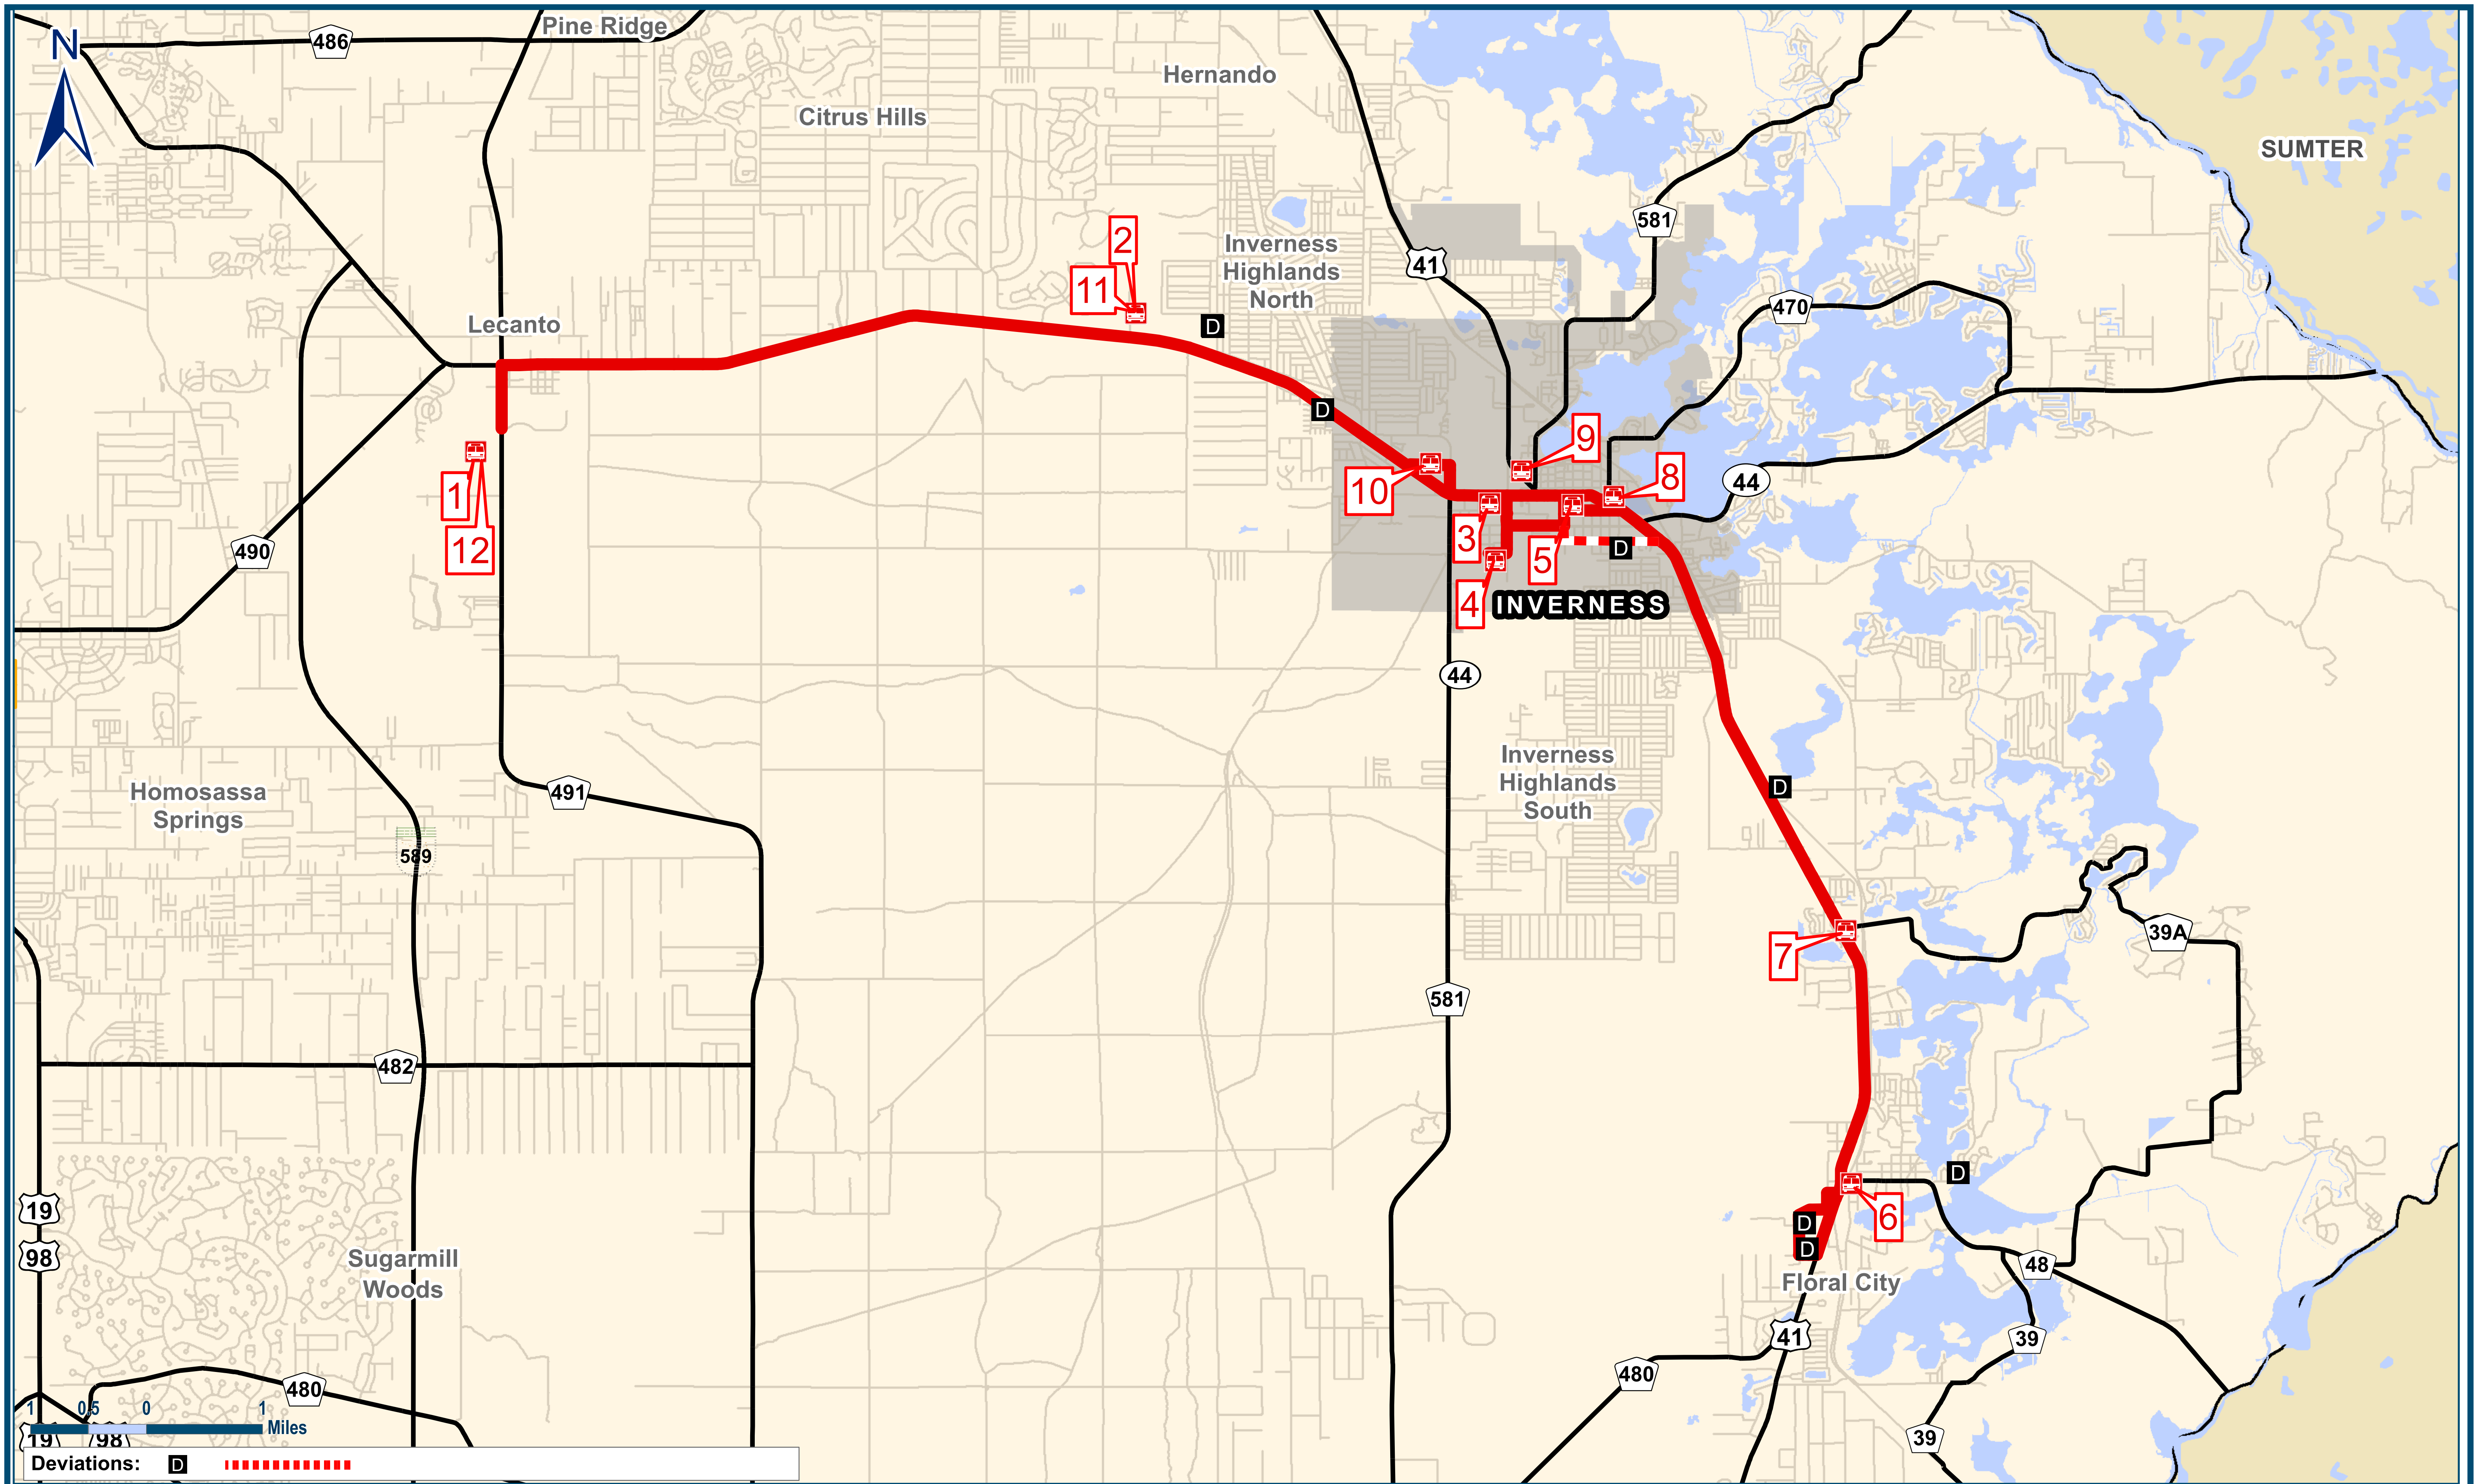 N
486
Pine Ridge
Hernando
Citrus Hills
SUMTER
581
2
Inverness
Highlands
North
41
11
470
Lecanto
D
D
9
8
10
44
1
3
12
5
D
490
4
INVERNESS
44
Inverness
Highlands
South
D
Homosassa
Springs
491
589
39A
7
581
482
D
19
6
D
D
98
Sugarmill
Woods
48
Floral City
41
39
480
480
1 0.5 0 1
Miles
19 98
39
Deviations: D